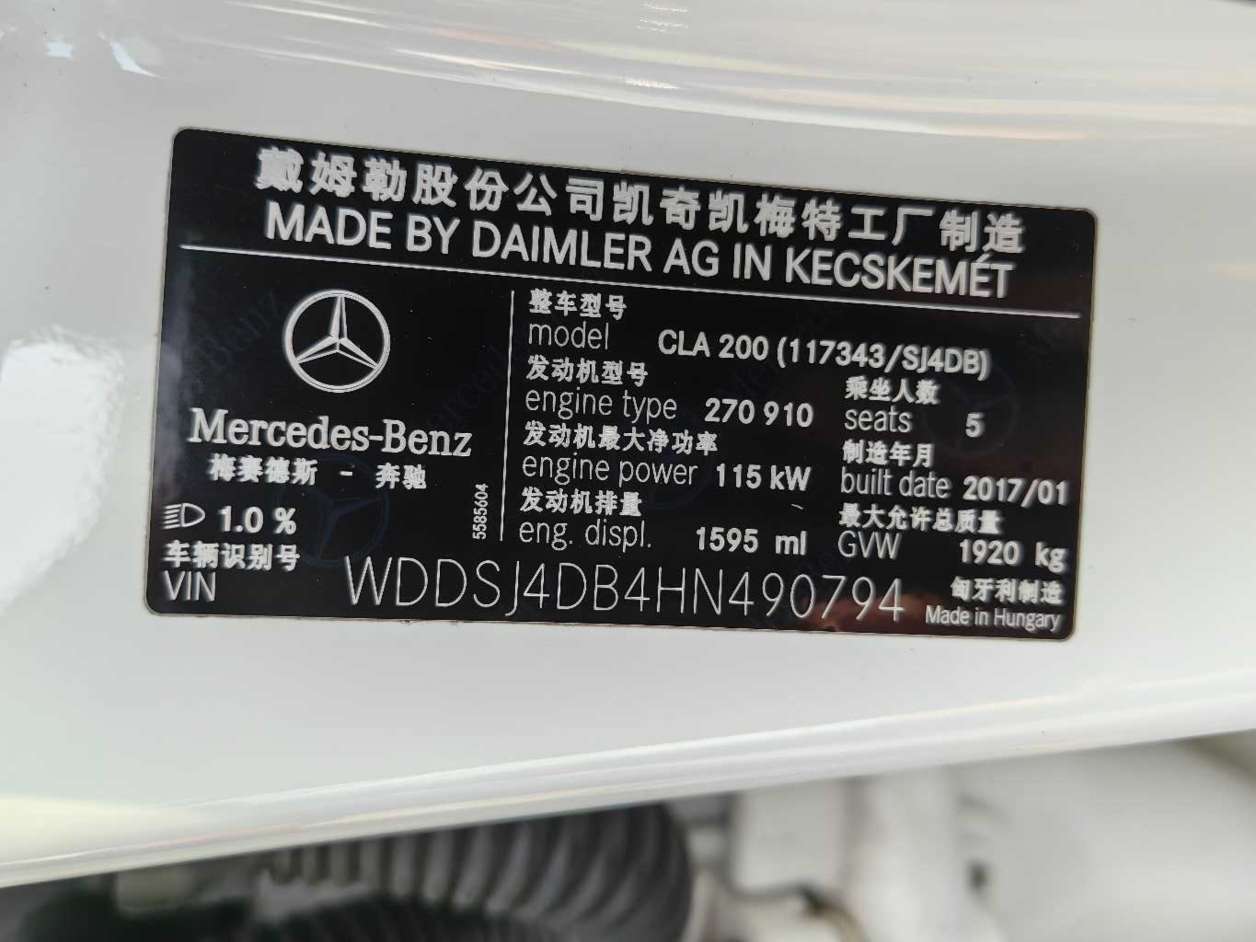 戴姆勒股份公司凯奇凯梅特工厂制造
MADE BY DAIMLER AG IN KECSKEMÉT
Mercedes-Benz
梅赛德斯 - 奔驰
1.0 %
5585604
整车型号
model CLA 200 (117343/SJ4DB)
发动机型号
engine type 270 910
乘坐人数
seats 5
发动机最大净功率
engine power 115 kW
制造年月
built date 2017/01
发动机排量
eng. displ. 1595 ml
最大允许总质量
GVW 1920 kg
车辆识别号
VIN WDDSJ4DB4HN490794
匈牙利制造
Made in Hungary